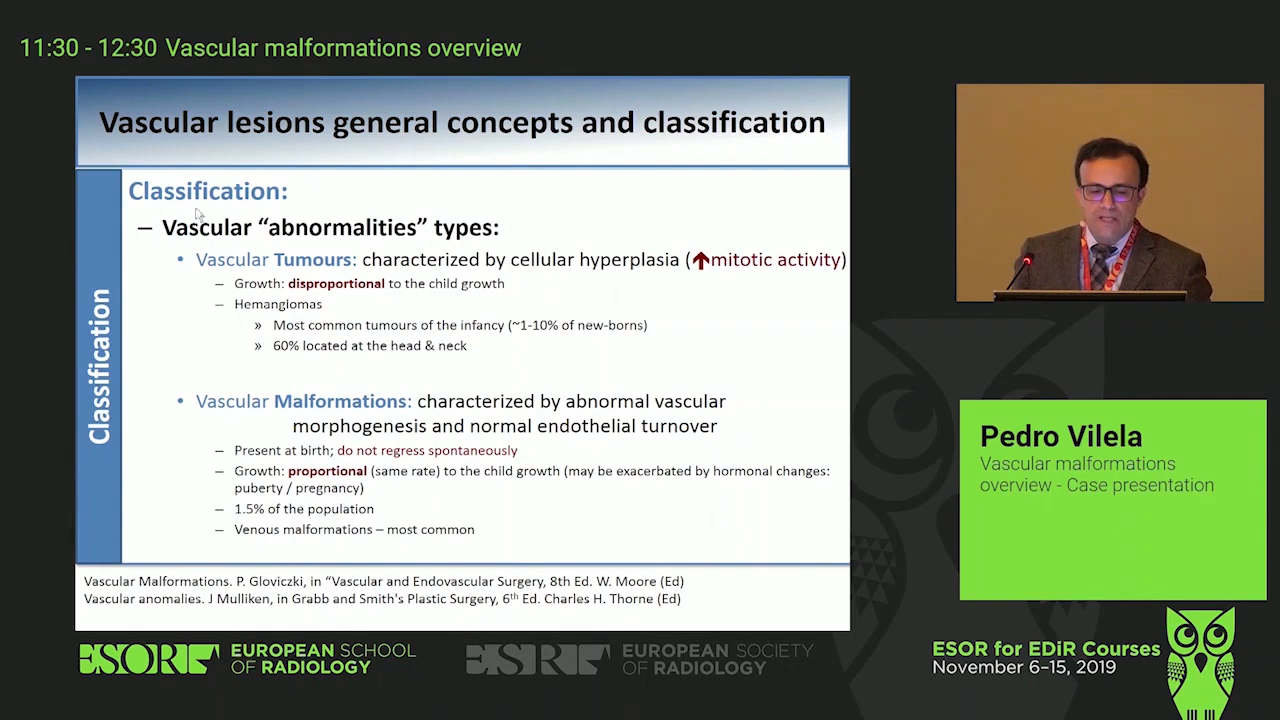 11:30 - 12:30 Vascular malformations overview
Vascular lesions general concepts and classification
Classification
Classification:
– Vascular “abnormalities” types:
• Vascular Tumours: characterized by cellular hyperplasia (↑mitotic activity)
– Growth: disproportional to the child growth
– Hemangiomas
» Most common tumours of the infancy (~1-10% of new-borns)
» 60% located at the head & neck
• Vascular Malformations: characterized by abnormal vascular
morphogenesis and normal endothelial turnover
– Present at birth; do not regress spontaneously
– Growth: proportional (same rate) to the child growth (may be exacerbated by hormonal changes:
puberty / pregnancy)
– 1.5% of the population
– Venous malformations – most common
Vascular Malformations. P. Gloviczki, in “Vascular and Endovascular Surgery, 8th Ed. W. Moore (Ed)
Vascular anomalies. J Mulliken, in Grabb and Smith's Plastic Surgery, 6th Ed. Charles H. Thorne (Ed)
Pedro Vilela
Vascular malformations
overview - Case presentation
ESOR
EUROPEAN SCHOOL
OF RADIOLOGY
ESR
EUROPEAN SOCIETY
OF RADIOLOGY
ESOR for EDiR Courses
November 6–15, 2019